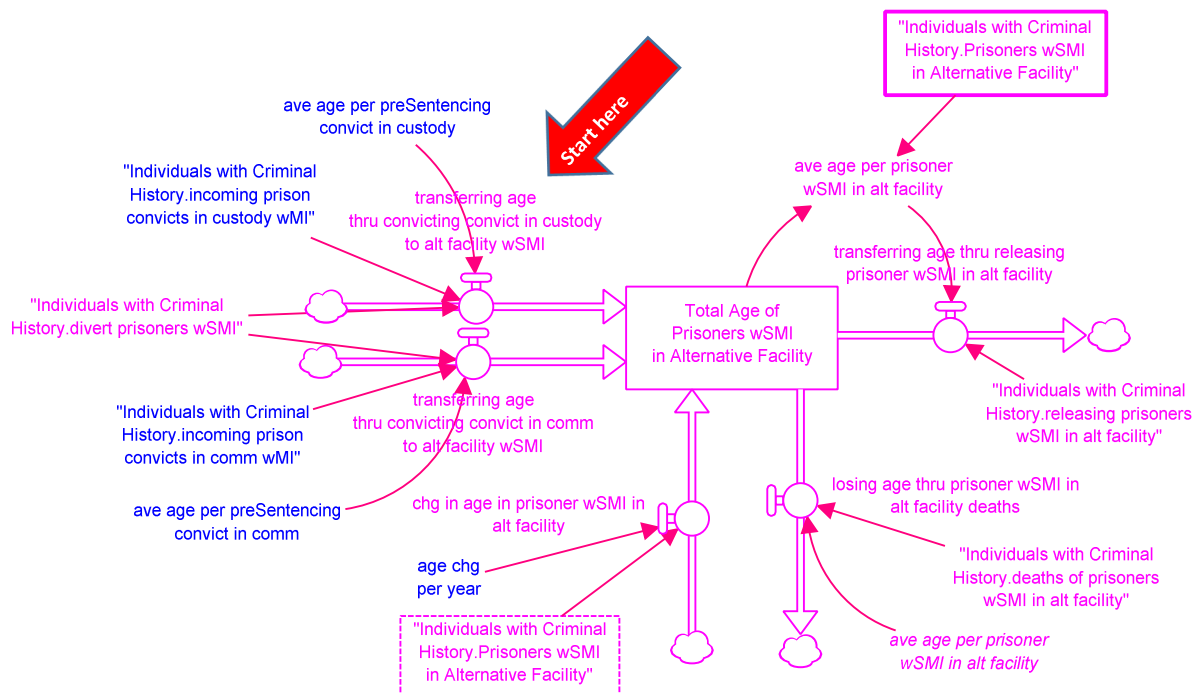 "Individuals with Criminal
History.Prisoners wSMI
in Alternative Facility"
Start here
ave age per preSentencing
convict in custody
"Individuals with Criminal
History.incoming prison
convicts in custody wMI"
transferring age
thru convicting convict in custody
to alt facility wSMI
ave age per prisoner
wSMI in alt facility
transferring age thru releasing
prisoner wSMI in alt facility
"Individuals with Criminal
History.divert prisoners wSMI"
Total Age of
Prisoners wSMI
in Alternative Facility
"Individuals with Criminal
History.incoming prison
convicts in comm wMI"
transferring age
thru convicting convict in comm
to alt facility wSMI
"Individuals with Criminal
History.releasing prisoners
wSMI in alt facility"
ave age per preSentencing
convict in comm
chg in age in prisoner wSMI in
alt facility
losing age thru prisoner wSMI in
alt facility deaths
age chg
per year
"Individuals with Criminal
History.deaths of prisoners
wSMI in alt facility"
"Individuals with Criminal
History.Prisoners wSMI
in Alternative Facility"
ave age per prisoner
wSMI in alt facility